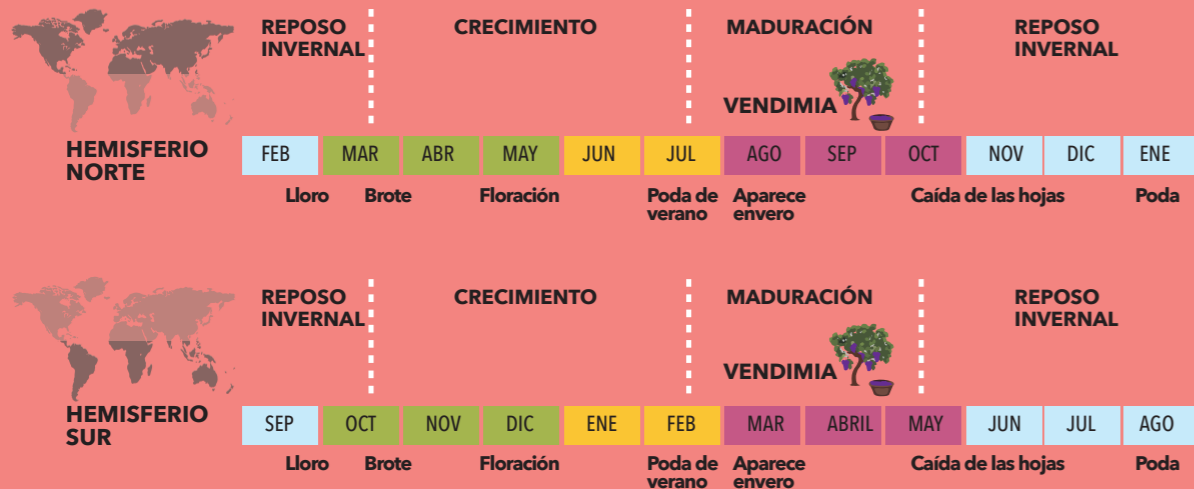 REPOSO INVERNAL CRECIMIENTO MADURACIÓN REPOSO INVERNAL
VENDIMIA
HEMISFERIO NORTE
FEB MAR ABR MAY JUN JUL AGO SEP OCT NOV DIC ENE
Lloro Brote Floración Poda de verano Aparece envero Caída de las hojas Poda
REPOSO INVERNAL CRECIMIENTO MADURACIÓN REPOSO INVERNAL
VENDIMIA
HEMISFERIO SUR
SEP OCT NOV DIC ENE FEB MAR ABRIL MAY JUN JUL AGO
Lloro Brote Floración Poda de verano Aparece envero Caída de las hojas Poda